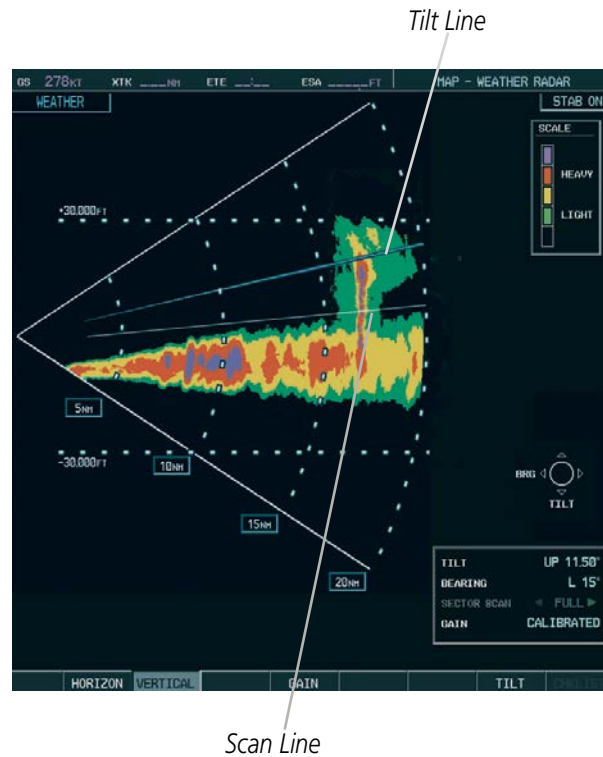 Tilt Line
GS 278KT XTK ___NM ETE __:__ ESA _____FT MAP - WEATHER RADAR
WEATHER STAB ON
SCALE
HEAVY
LIGHT
+30,000FT
5NM
-30,000FT
10NM
BRG
TILT
15NM
20NM
TILT UP 11.50°
BEARING L 15°
SECTOR SCAN ◄ FULL ►
GAIN CALIBRATED
HORIZON VERTICAL GAIN TILT CHKLIST
Scan Line